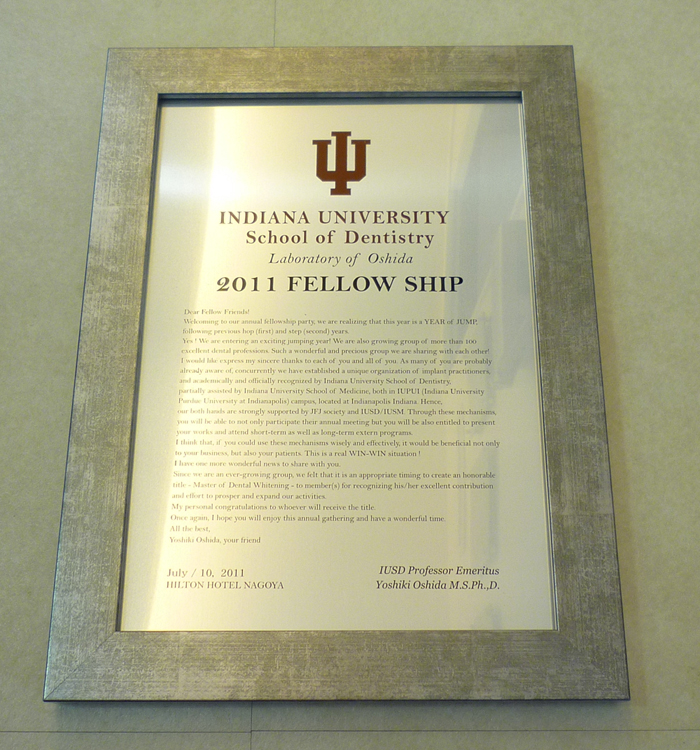 INDIANA UNIVERSITY
School of Dentistry
Laboratory of Oshida
2011 FELLOW SHIP
Dear Fellow Friends!
Welcoming to our annual fellowship party, we are realizing that this year is a YEAR of JUMP,
following previous hop (first) and step (second) years.
Yes! We are entering an exciting jumping year! We are also growing group of more than 100
excellent dental professions. Such a wonderful and precious group we are sharing with each other!
I would like express my sincere thanks to each of you and all of you. As many of you are probably
already aware of, concurrently we have established a unique organization of implant practitioners,
and academically and officially recognized by Indiana University School of Dentistry,
partially assisted by Indiana University School of Medicine, both in IUPUI (Indiana University
Purdue University at Indianapolis) campus, located at Indianapolis Indiana. Hence,
our both hands are strongly supported by JFJ society and IUSD/IUSM. Through these mechanisms,
you will be able to not only participate their annual meeting but you will be also entitled to present
your works and attend short-term as well as long-term extern programs.
I think that, if you could use these mechanisms wisely and effectively, it would be beneficial not only
to your business, but also your patients. This is a real WIN-WIN situation !
I have one more wonderful news to share with you.
Since we are an ever-growing group, we felt that it is an appropriate timing to create an honorable
title - Master of Dental Whitening - to member(s) for recognizing his/her excellent contribution
and effort to prosper and expand our activities.
My personal congratulations to whoever will receive the title.
Once again, I hope you will enjoy this annual gathering and have a wonderful time.
All the best,
Yoshiki Oshida, your friend
July / 10, 2011
HILTON HOTEL NAGOYA
IUSD Professor Emeritus
Yoshiki Oshida M.S.Ph.,D.